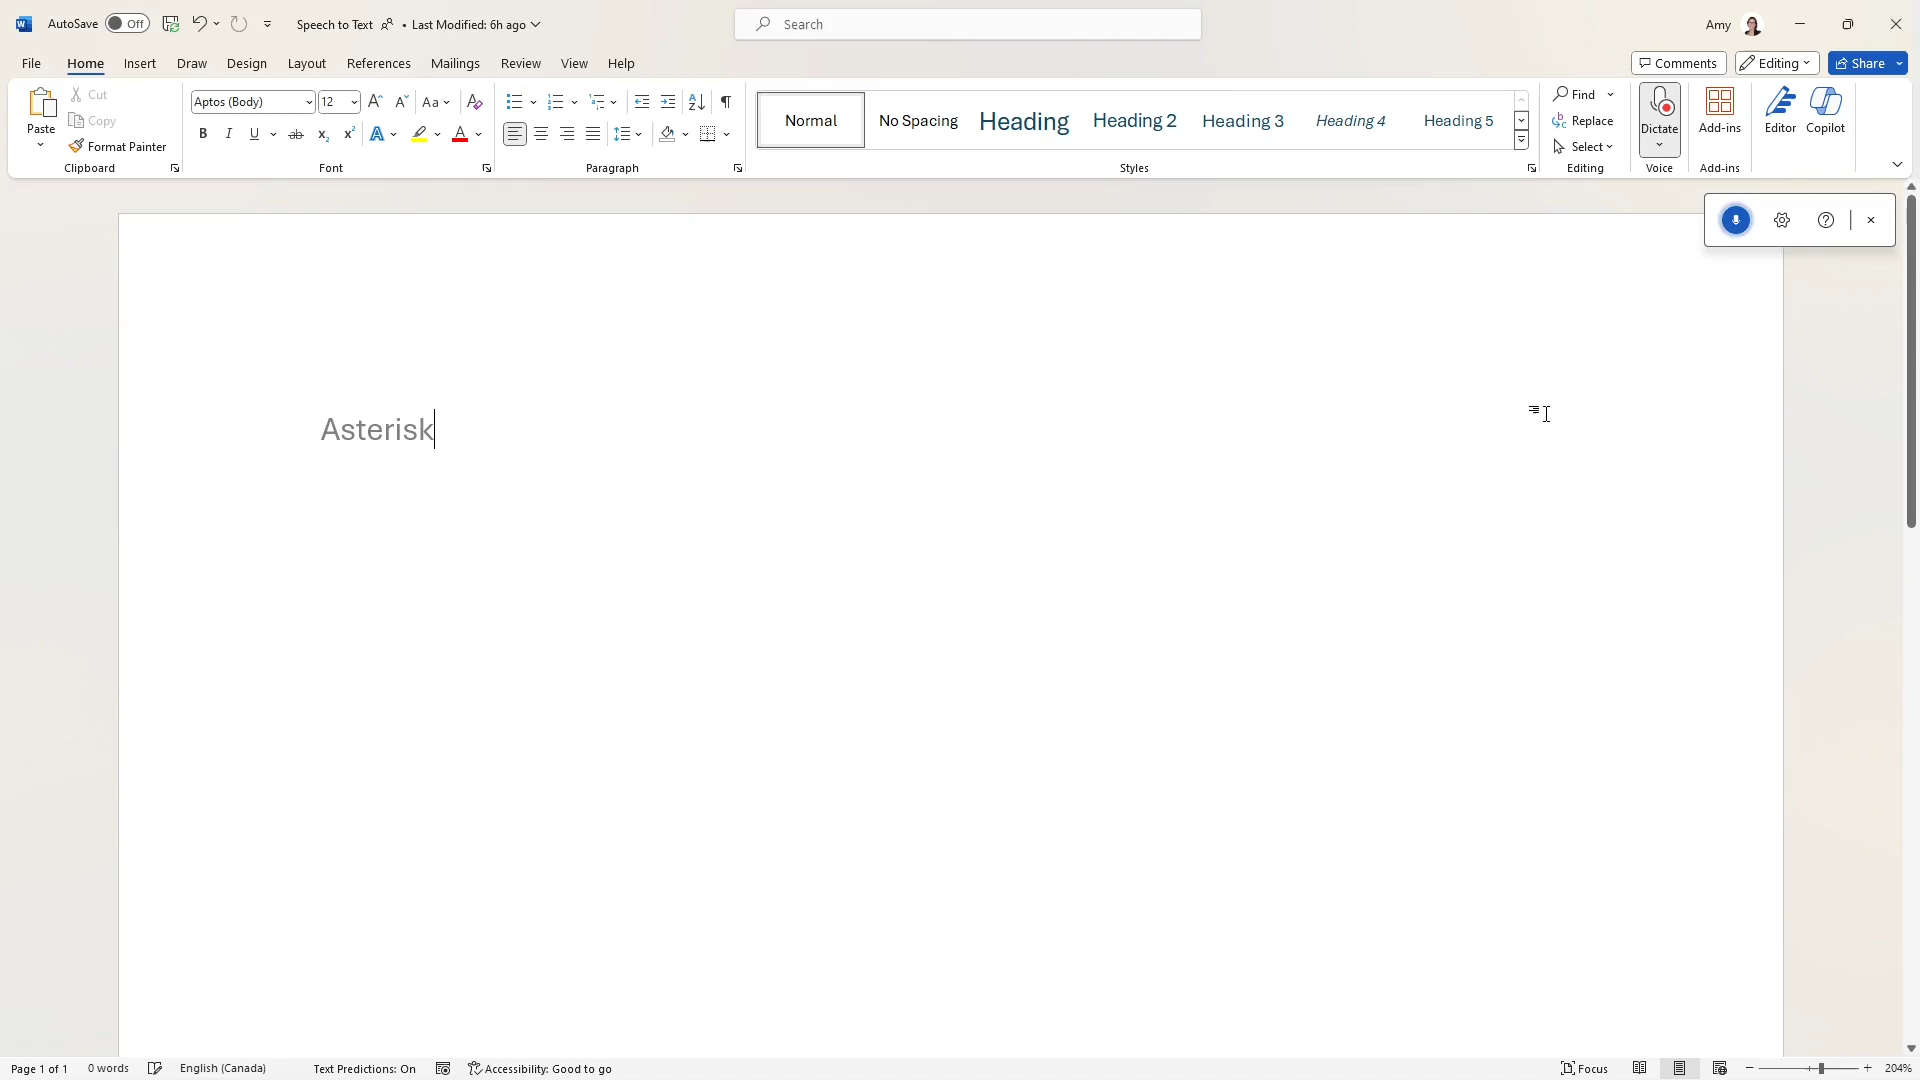 AutoSave Off Speech to Text • Last Modified: 6h ago Search Amy
File Home Insert Draw Design Layout References Mailings Review View Help Comments Editing Share
Paste Cut Copy Format Painter Clipboard
Aptos (Body) 12 Aa B I U ab x₂ x² A A Font
Paragraph
Normal No Spacing Heading Heading 2 Heading 3 Heading 4 Heading 5 Styles
Find Replace Select Editing
Dictate Voice
Add-ins Add-ins
Editor Copilot
Asterisk
Page 1 of 1 0 words English (Canada) Text Predictions: On Accessibility: Good to go Focus 204%